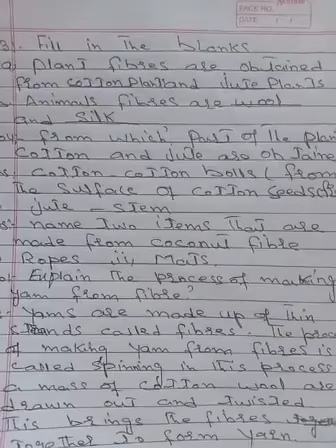 PAGE NO.
DATE / /
3. Fill in The blanks
Plant fibres are obtained
from coTTon Plant and Jute Plants
Animals fibres are wool
and silk
from which Part of The Plan
CoTTon and Jute are obtaine
CoTTon coTTon bolls (from
The Surface of coTTon seeds
Jute - stem
name Two iTems ThaT are
made from coconuT fibre
Ropes ii, MaTs.
Explain The process of making
yarn from fibre?
Yarns are made up of Thin
called fibres. The proc
of making yarn from fibres is
called spinning in This process
a mass of coTTon wool are
drawn out and Twisted
This brings The fibres
TogeTher To form yarn.